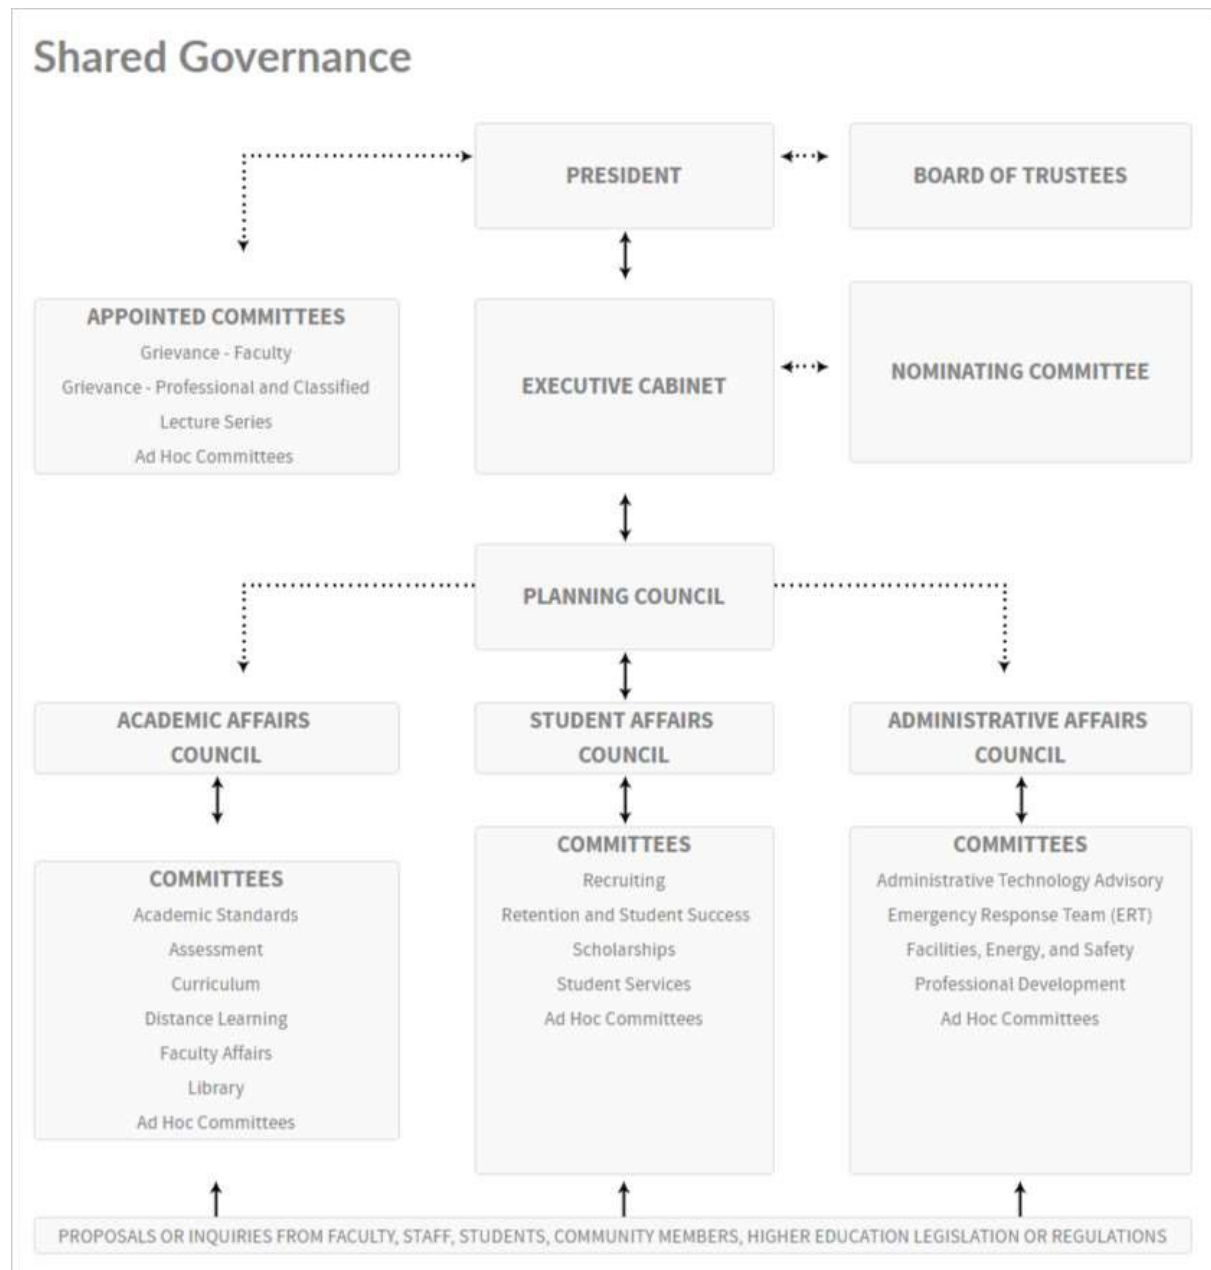 Shared Governance
PRESIDENT
BOARD OF TRUSTEES
APPOINTED COMMITTEES
Grievance - Faculty
Grievance - Professional and Classified
Lecture Series
Ad Hoc Committees
EXECUTIVE CABINET
NOMINATING COMMITTEE
PLANNING COUNCIL
ACADEMIC AFFAIRS
COUNCIL
STUDENT AFFAIRS
COUNCIL
ADMINISTRATIVE AFFAIRS
COUNCIL
COMMITTEES
Academic Standards
Assessment
Curriculum
Distance Learning
Faculty Affairs
Library
Ad Hoc Committees
COMMITTEES
Recruiting
Retention and Student Success
Scholarships
Student Services
Ad Hoc Committees
COMMITTEES
Administrative Technology Advisory
Emergency Response Team (ERT)
Facilities, Energy, and Safety
Professional Development
Ad Hoc Committees
PROPOSALS OR INQUIRIES FROM FACULTY, STAFF, STUDENTS, COMMUNITY MEMBERS, HIGHER EDUCATION LEGISLATION OR REGULATIONS